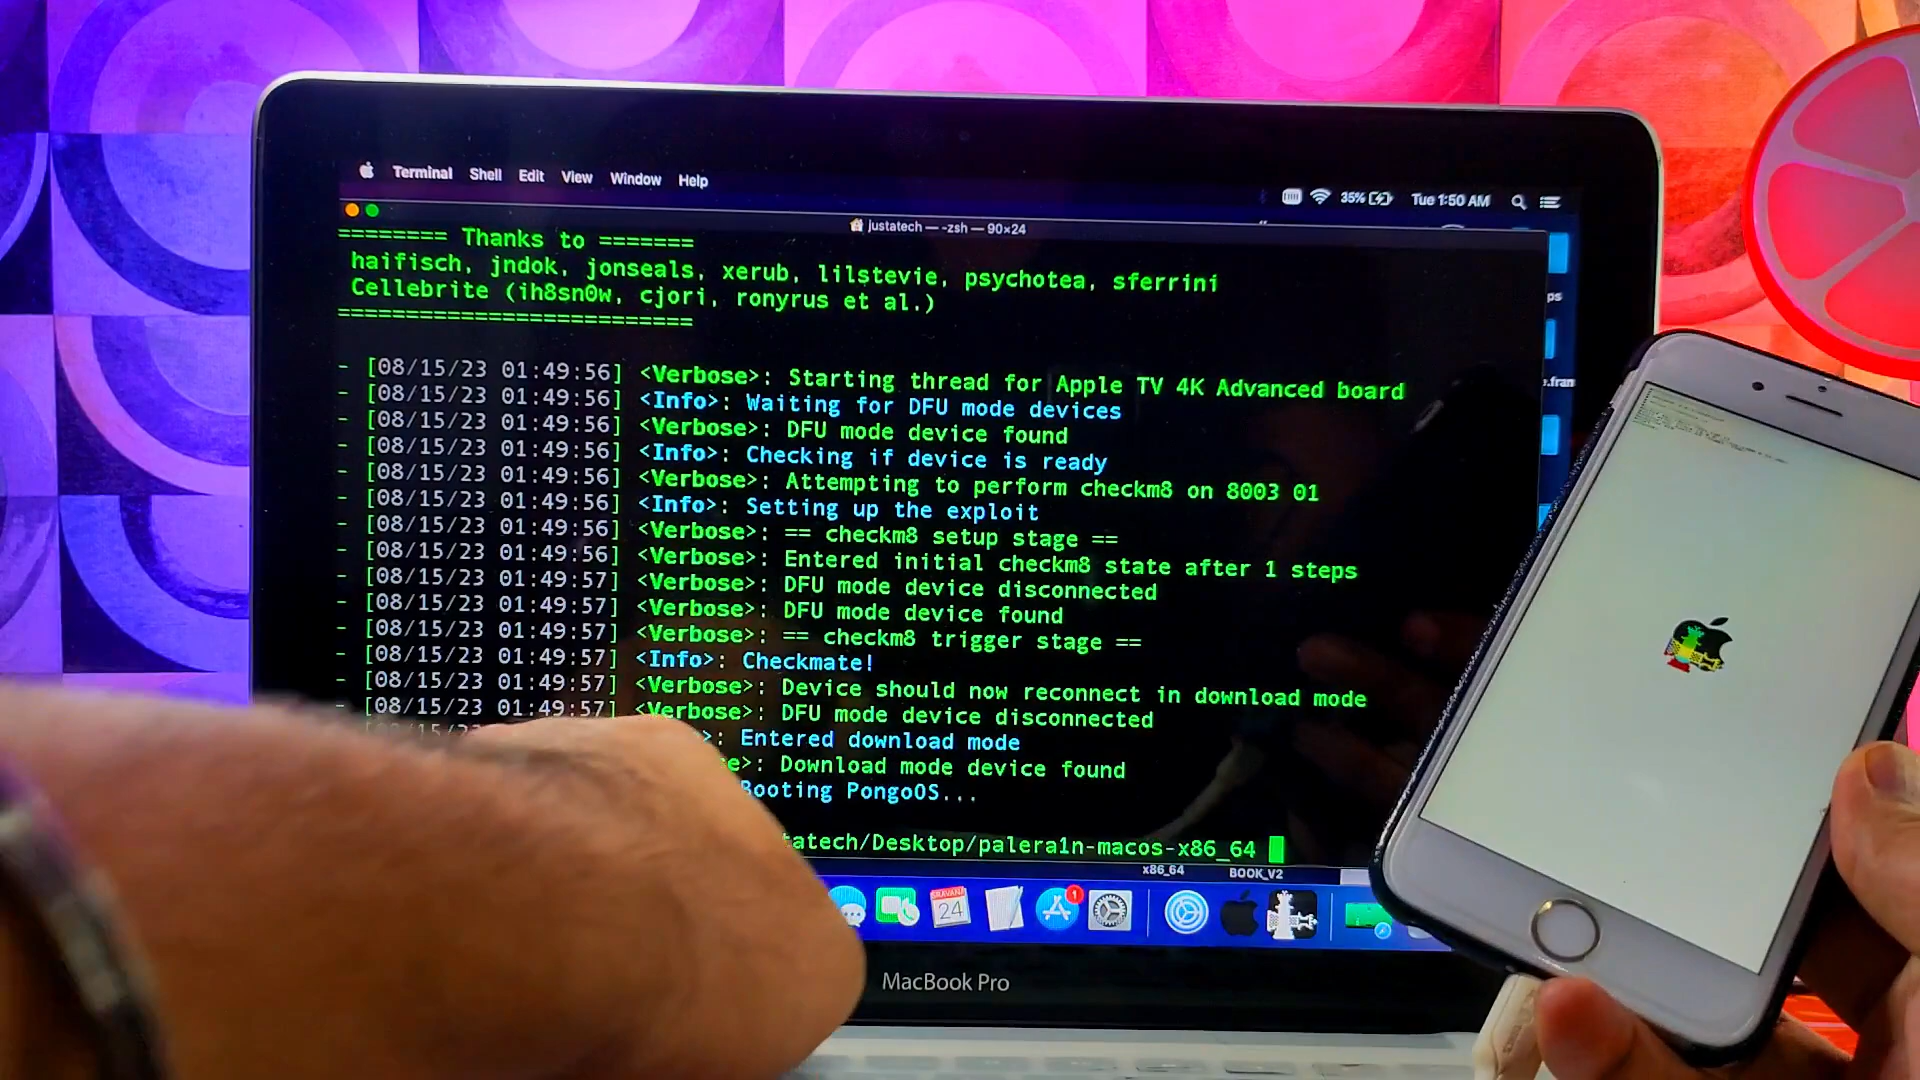 Terminal Shell Edit View Window Help
35% Tue 1:50 AM
justatech — -zsh — 90×24
======== Thanks to =======
haifisch, jndok, jonseals, xerub, lilstevie, psychotea, sferrini
Cellebrite (ih8sn0w, cjori, ronyrus et al.)
==========================
- [08/15/23 01:49:56] <Verbose>: Starting thread for Apple TV 4K Advanced board
- [08/15/23 01:49:56] <Info>: Waiting for DFU mode devices
- [08/15/23 01:49:56] <Verbose>: DFU mode device found
- [08/15/23 01:49:56] <Info>: Checking if device is ready
- [08/15/23 01:49:56] <Verbose>: Attempting to perform checkm8 on 8003 01
- [08/15/23 01:49:56] <Info>: Setting up the exploit
- [08/15/23 01:49:56] <Verbose>: == checkm8 setup stage ==
- [08/15/23 01:49:56] <Verbose>: Entered initial checkm8 state after 1 steps
- [08/15/23 01:49:57] <Verbose>: DFU mode device disconnected
- [08/15/23 01:49:57] <Verbose>: DFU mode device found
- [08/15/23 01:49:57] <Verbose>: == checkm8 trigger stage ==
- [08/15/23 01:49:57] <Info>: Checkmate!
- [08/15/23 01:49:57] <Verbose>: Device should now reconnect in download mode
- [08/15/23 01:49:57] <Verbose>: DFU mode device disconnected
>: Entered download mode
se>: Download mode device found
Booting PongoOS...
tatech/Desktop/palera1n-macos-x86_64
x86_64 BOOK_V2
ps
e.fran
24
1
MacBook Pro